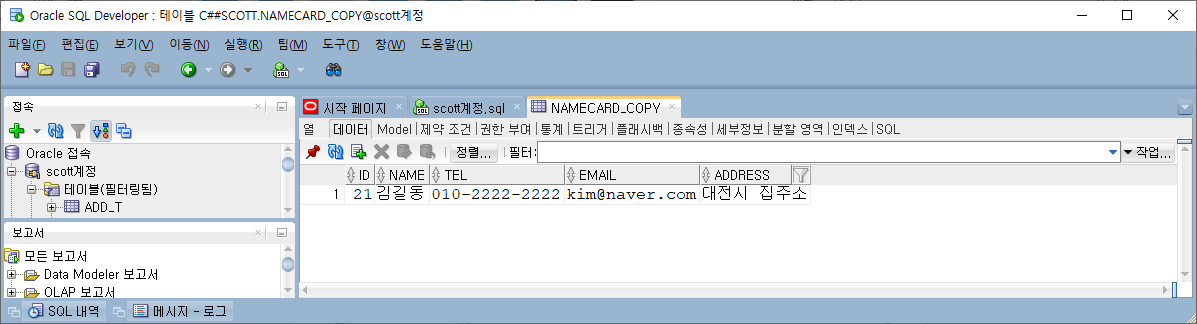 Oracle SQL Developer : 테이블 C##SCOTT.NAMECARD_COPY@scott계정
파일(F) 편집(E) 보기(V) 이동(N) 실행(R) 팀(M) 도구(T) 창(W) 도움말(H)
SQL
접속
시작 페이지 scott계정.sql NAMECARD_COPY
열 데이터 Model 제약 조건 권한 부여 통계 트리거 플래시백 종속성 세부정보 분할 영역 인덱스 SQL
정렬... 필터: 작업...
Oracle 접속
scott계정
테이블(필터링됨)
ADD_T
ID NAME TEL EMAIL ADDRESS
1 21 김길동 010-2222-2222 kim@naver.com 대전시 집주소
보고서
모든 보고서
Data Modeler 보고서
OLAP 보고서
SQL 내역 메시지 - 로그